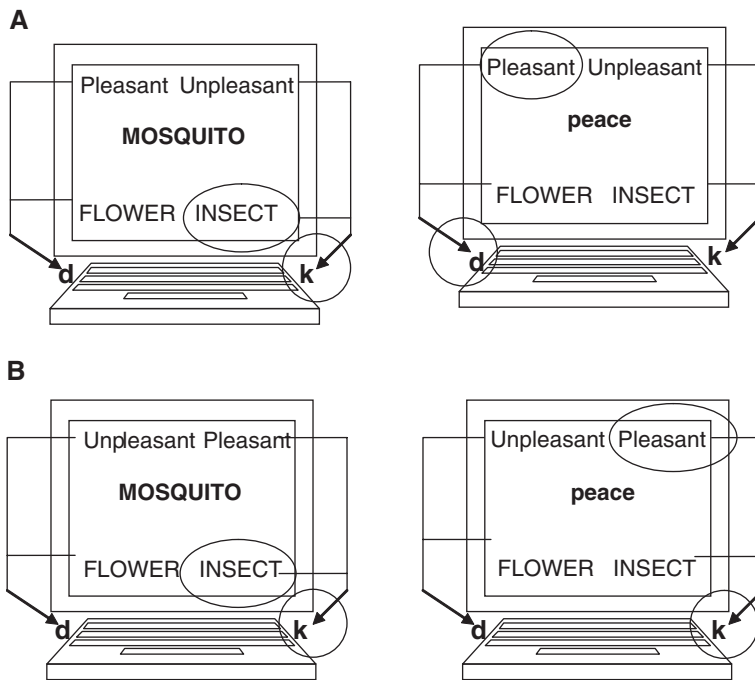 A
Pleasant Unpleasant
MOSQUITO
FLOWER INSECT
d k
Pleasant Unpleasant
peace
FLOWER INSECT
d k
B
Unpleasant Pleasant
MOSQUITO
FLOWER INSECT
d k
Unpleasant Pleasant
peace
FLOWER INSECT
d k